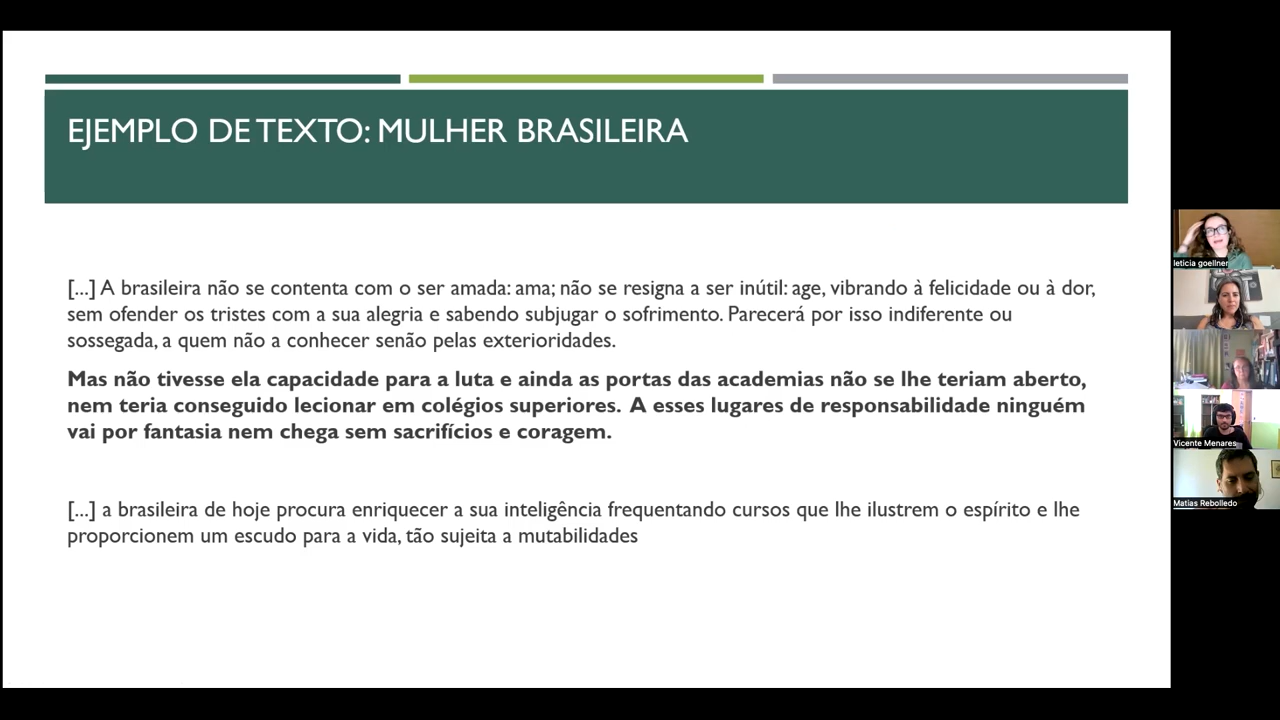 EJEMPLO DE TEXTO: MULHER BRASILEIRA
[...] A brasileira não se contenta com o ser amada: ama; não se resigna a ser inútil: age, vibrando à felicidade ou à dor,
sem ofender os tristes com a sua alegria e sabendo subjugar o sofrimento. Parecerá por isso indiferente ou
sossegada, a quem não a conhecer senão pelas exterioridades.
Mas não tivesse ela capacidade para a luta e ainda as portas das academias não se lhe teriam aberto,
nem teria conseguido lecionar em colégios superiores. A esses lugares de responsabilidade ninguém
vai por fantasia nem chega sem sacrifícios e coragem.
[...] a brasileira de hoje procura enriquecer a sua inteligência frequentando cursos que lhe ilustrem o espírito e lhe
proporcionem um escudo para a vida, tão sujeita a mutabilidades
leticia goellner
Vicente Menares
Matias Rebolledo